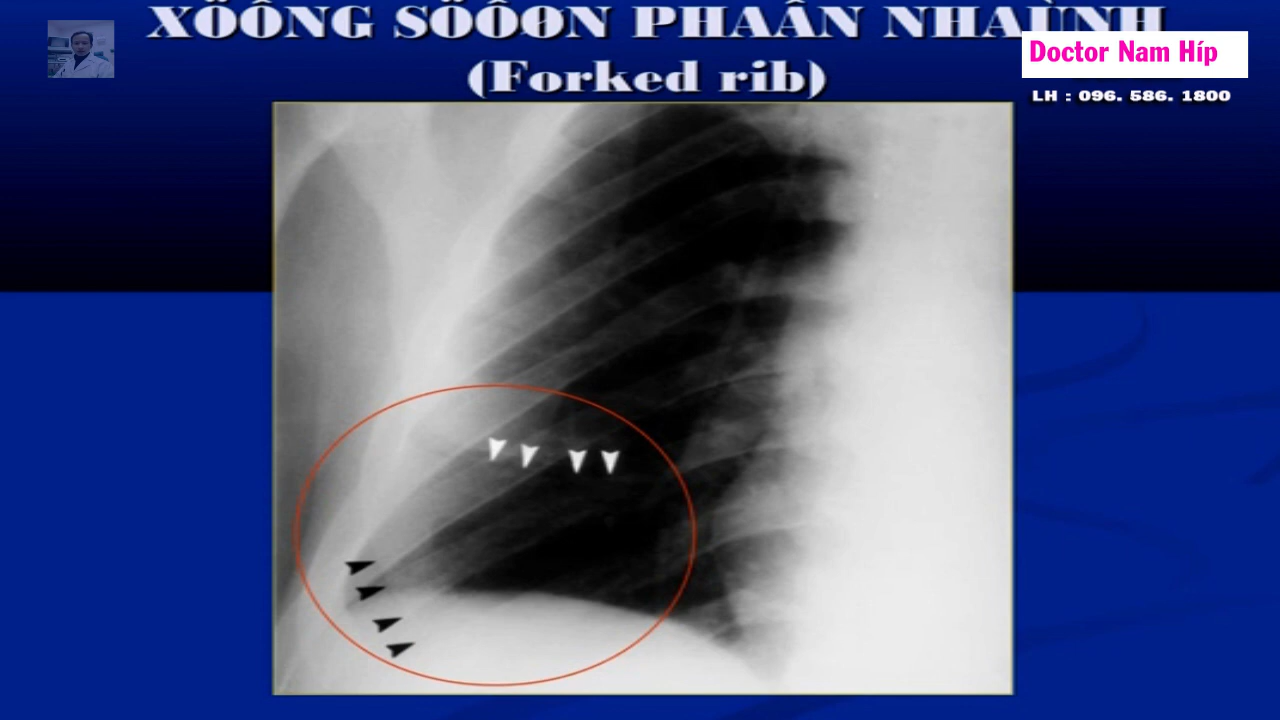 XÖÔNG SÖÔØN PHAÂN NHAÙNH
(Forked rib)
Doctor Nam Híp
LH : 096. 586. 1800